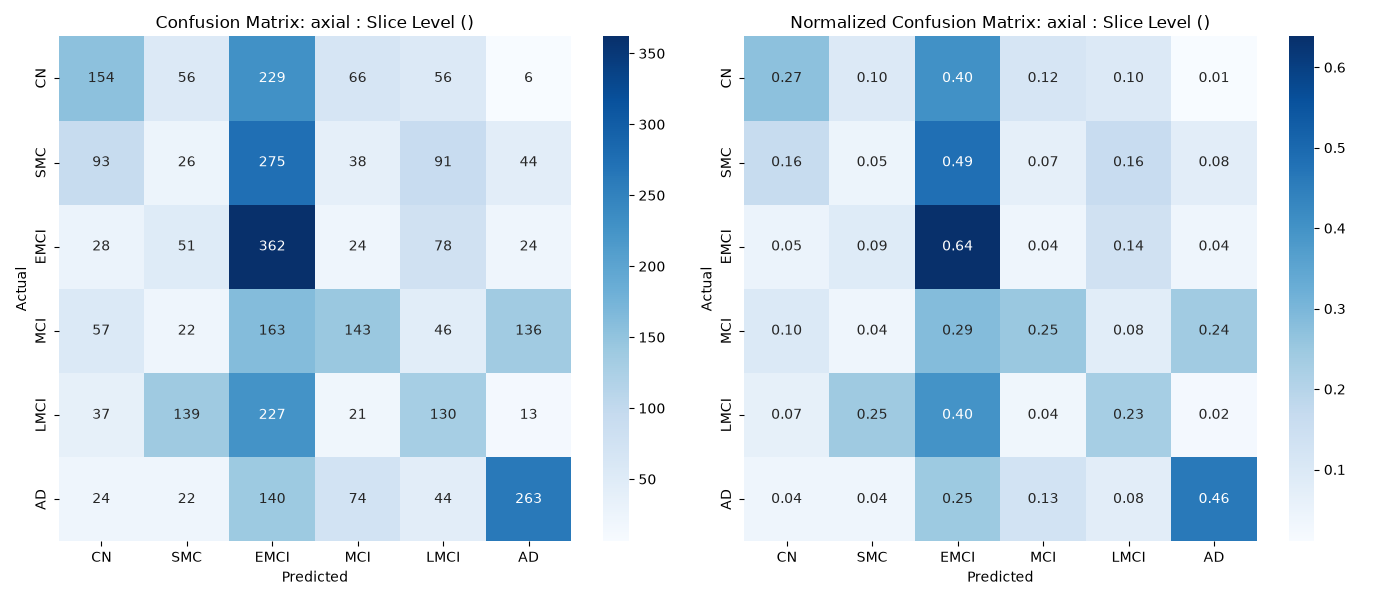 Confusion Matrix: axial : Slice Level ()
CN 154 56 229 66 56 6
SMC 93 26 275 38 91 44
EMCI 28 51 362 24 78 24
MCI 57 22 163 143 46 136
LMCI 37 139 227 21 130 13
AD 24 22 140 74 44 263
CN SMC EMCI MCI LMCI AD
Predicted
Actual
350
300
250
200
150
100
50
Normalized Confusion Matrix: axial : Slice Level ()
CN 0.27 0.10 0.40 0.12 0.10 0.01
SMC 0.16 0.05 0.49 0.07 0.16 0.08
EMCI 0.05 0.09 0.64 0.04 0.14 0.04
MCI 0.10 0.04 0.29 0.25 0.08 0.24
LMCI 0.07 0.25 0.40 0.04 0.23 0.02
AD 0.04 0.04 0.25 0.13 0.08 0.46
CN SMC EMCI MCI LMCI AD
Predicted
Actual
0.6
0.5
0.4
0.3
0.2
0.1